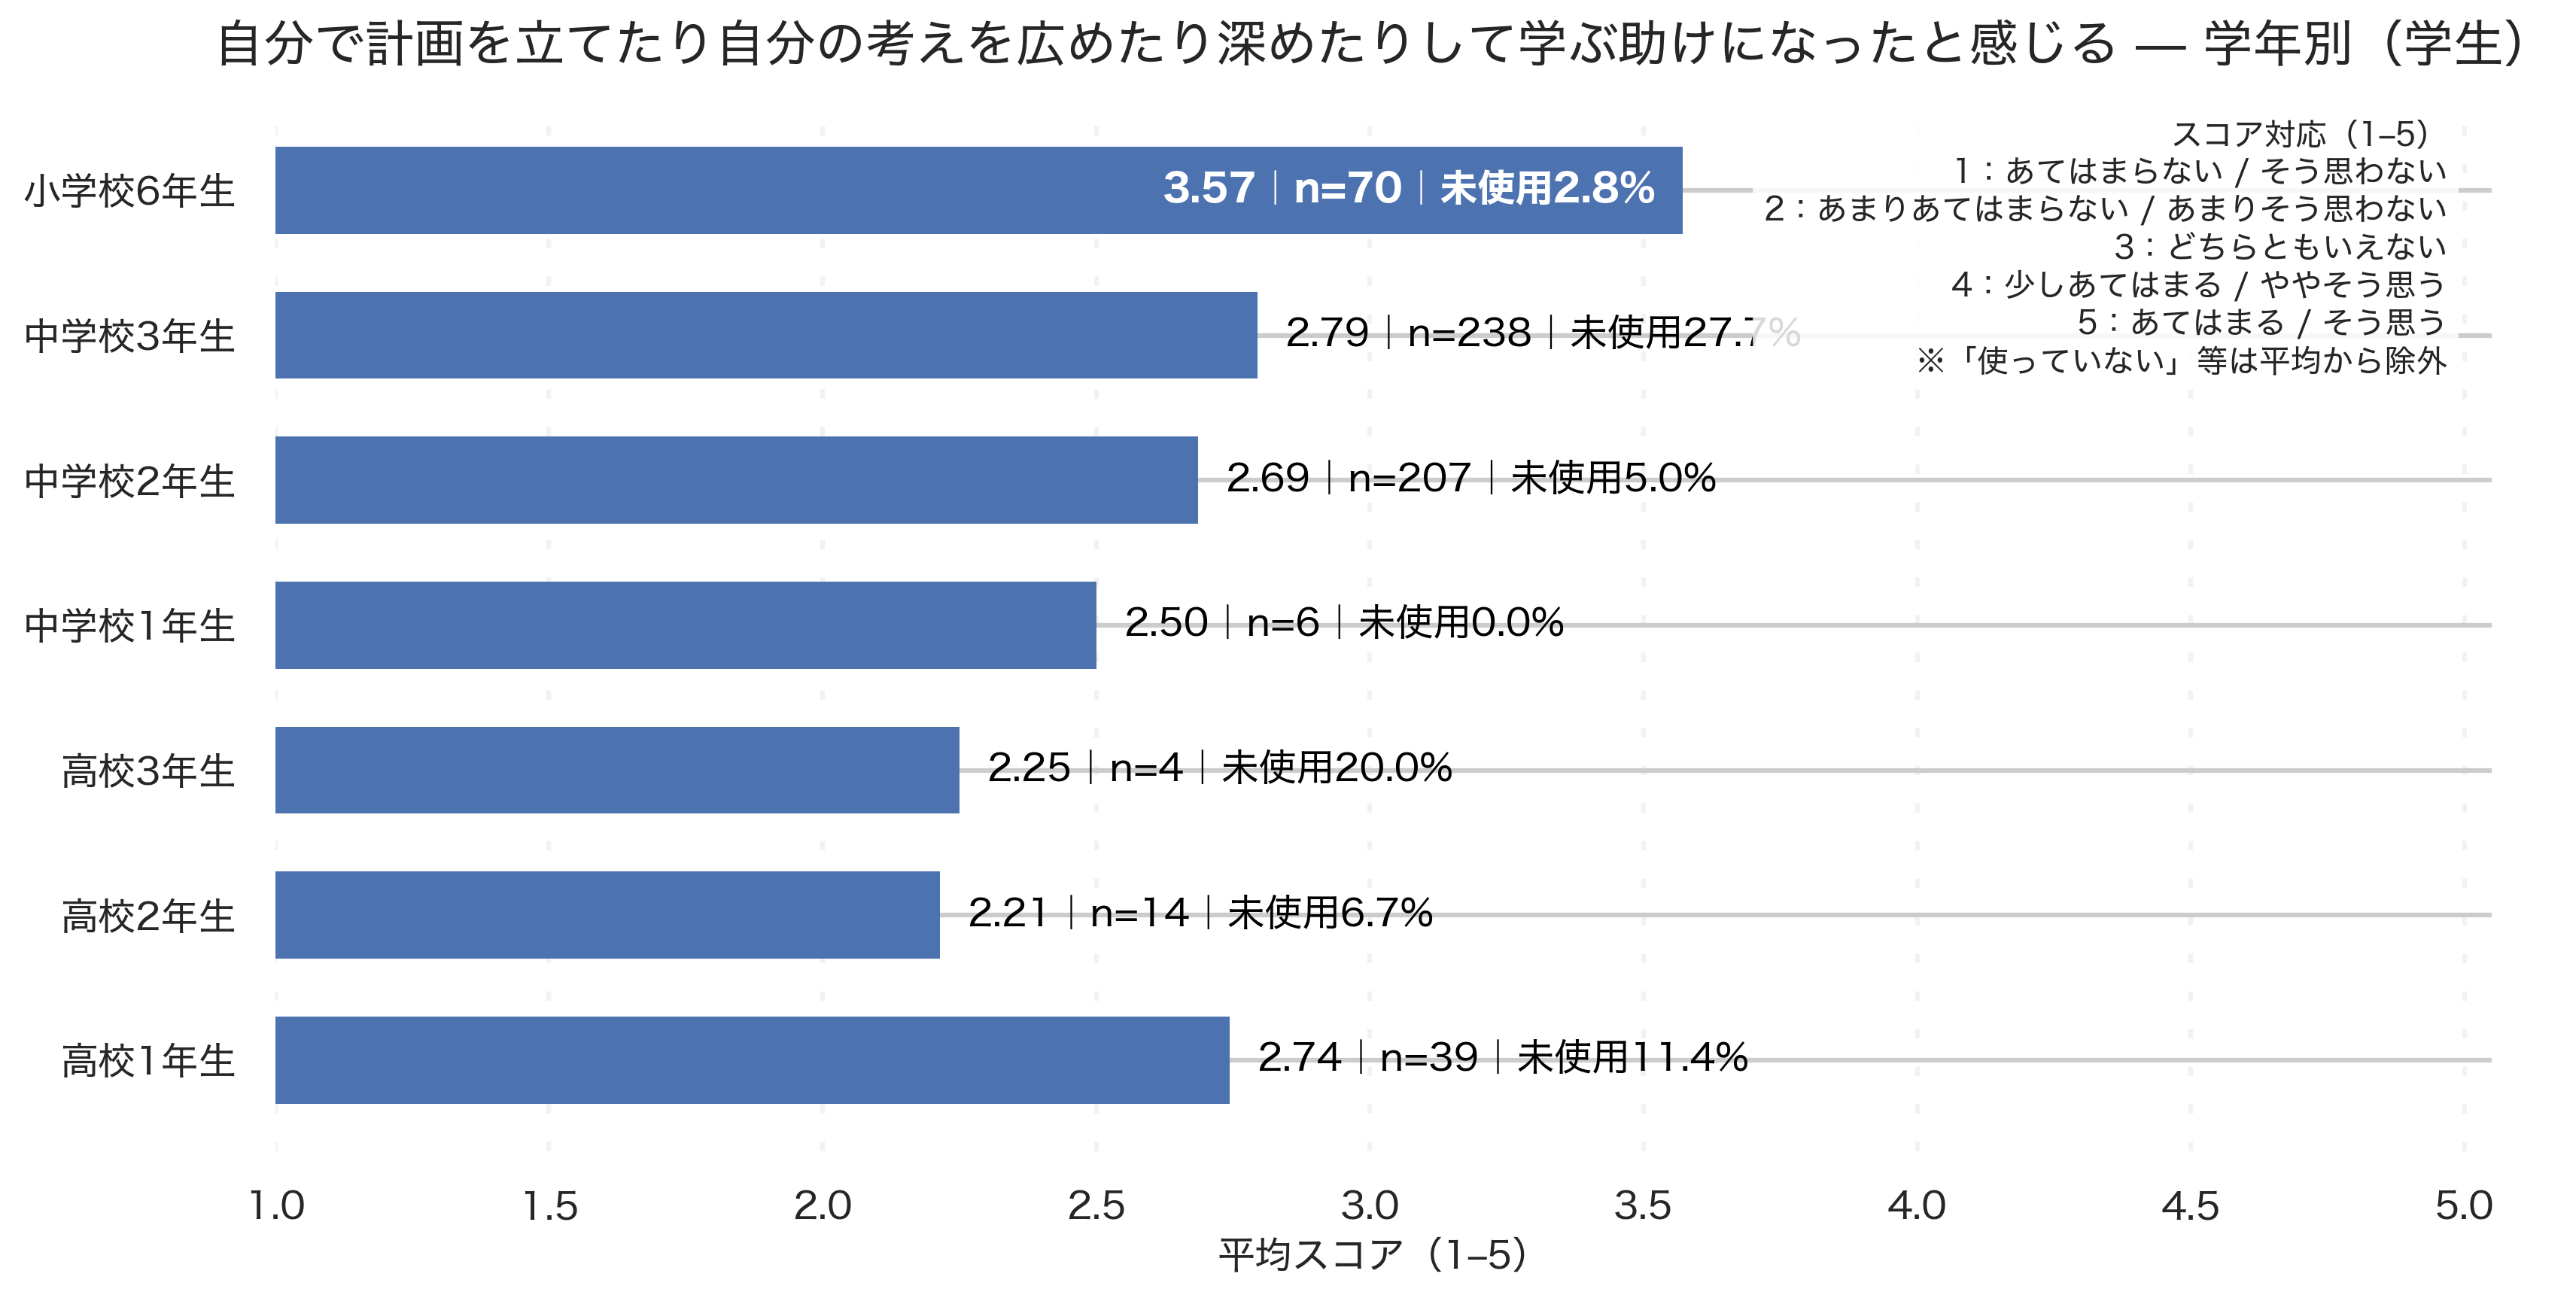 自分で計画を立てたり自分の考えを広めたり深めたりして学ぶ助けになったと感じる — 学年別（学生）
スコア対応（1–5）
1：あてはまらない / そう思わない
2：あまりあてはまらない / あまりそう思わない
3：どちらともいえない
4：少しあてはまる / ややそう思う
5：あてはまる / そう思う
※「使っていない」等は平均から除外
小学校6年生
3.57｜n=70｜未使用2.8%
中学校3年生
2.79｜n=238｜未使用27.7%
中学校2年生
2.69｜n=207｜未使用5.0%
中学校1年生
2.50｜n=6｜未使用0.0%
高校3年生
2.25｜n=4｜未使用20.0%
高校2年生
2.21｜n=14｜未使用6.7%
高校1年生
2.74｜n=39｜未使用11.4%
1.0 1.5 2.0 2.5 3.0 3.5 4.0 4.5 5.0
平均スコア（1–5）